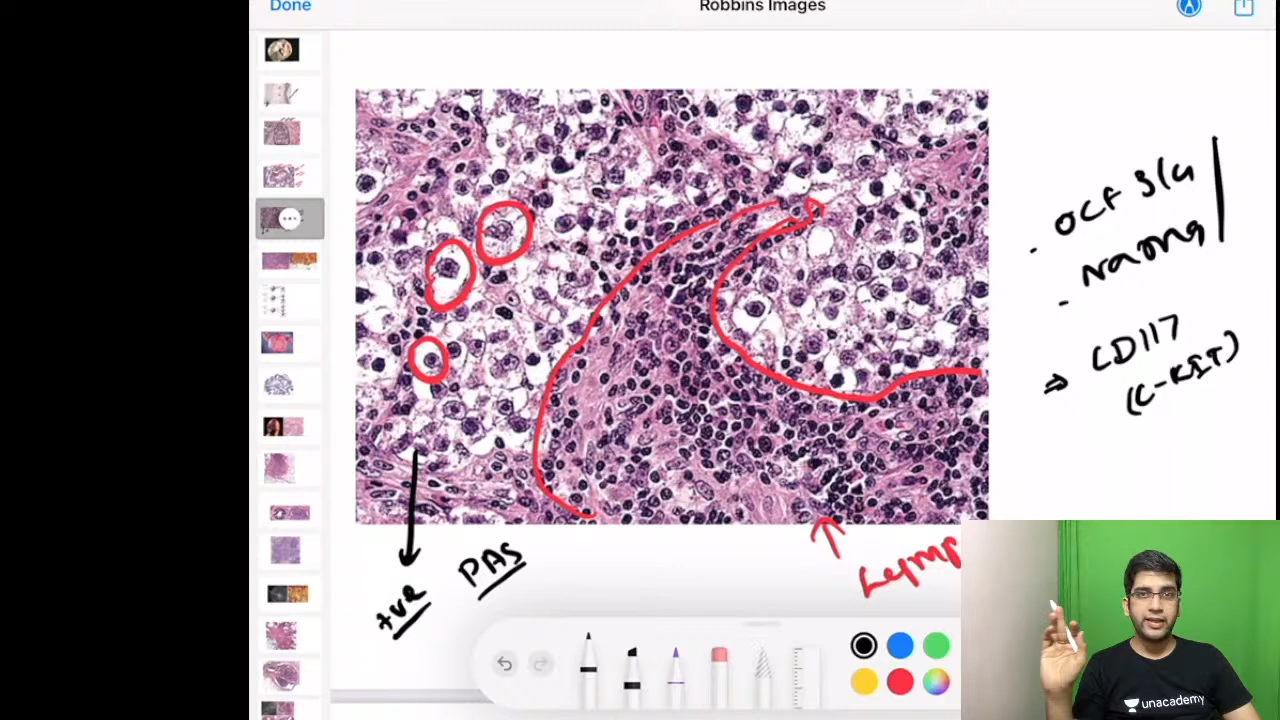 Done
Robbins Images
. OCT 3/4
. Nanog
⇒ CD117
(C-KIT)
PAS
+ve
Lymp
unacademy